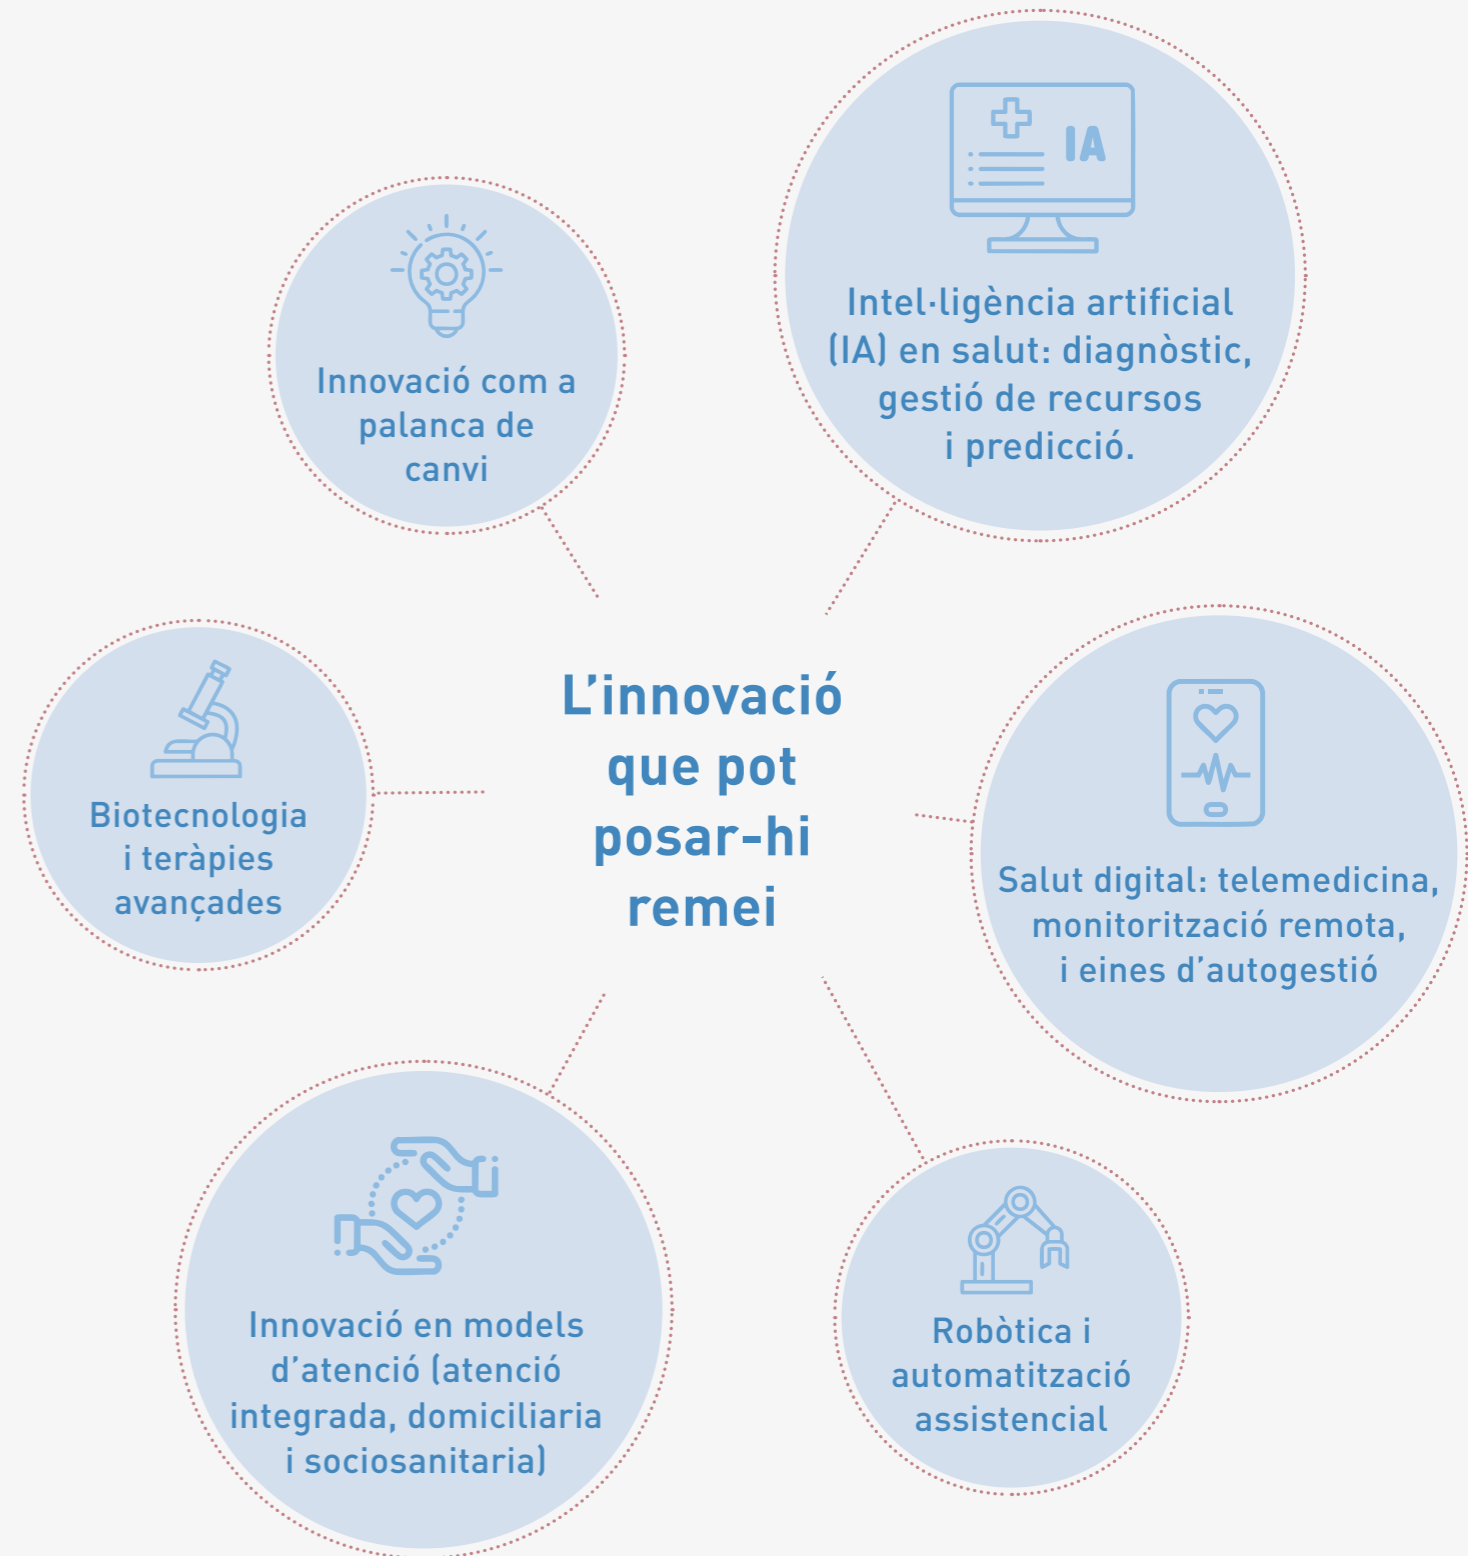 IA
Intel·ligència artificial
(IA) en salut: diagnòstic,
gestió de recursos
i predicció.
Innovació com a
palanca de
canvi
L'innovació
que pot
posar-hi
remei
Biotecnologia
i teràpies
avançades
Salut digital: telemedicina,
monitorització remota,
i eines d'autogestió
Innovació en models
d'atenció (atenció
integrada, domiciliaria
i sociosanitaria)
Robòtica i
automatització
assistencial